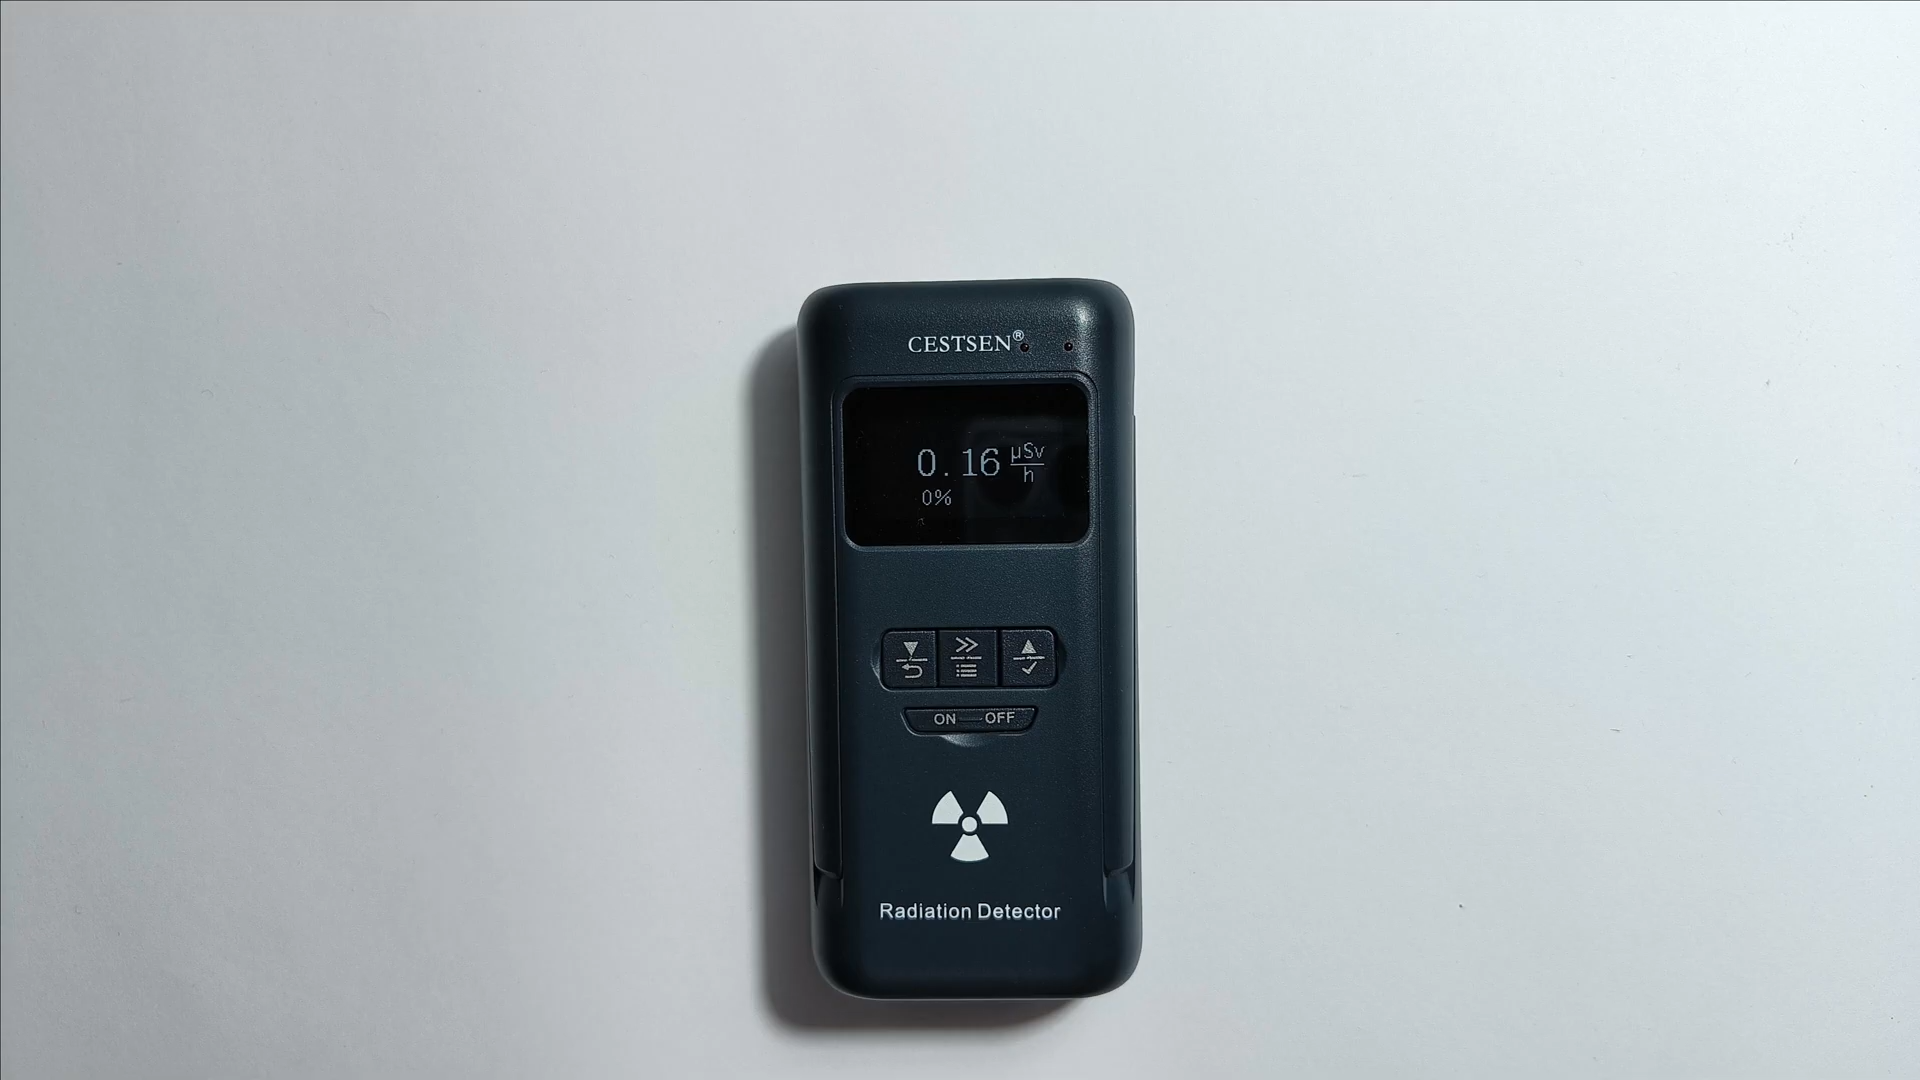 CESTSEN®
0.16 µSv/h
0%
ON OFF
Radiation Detector